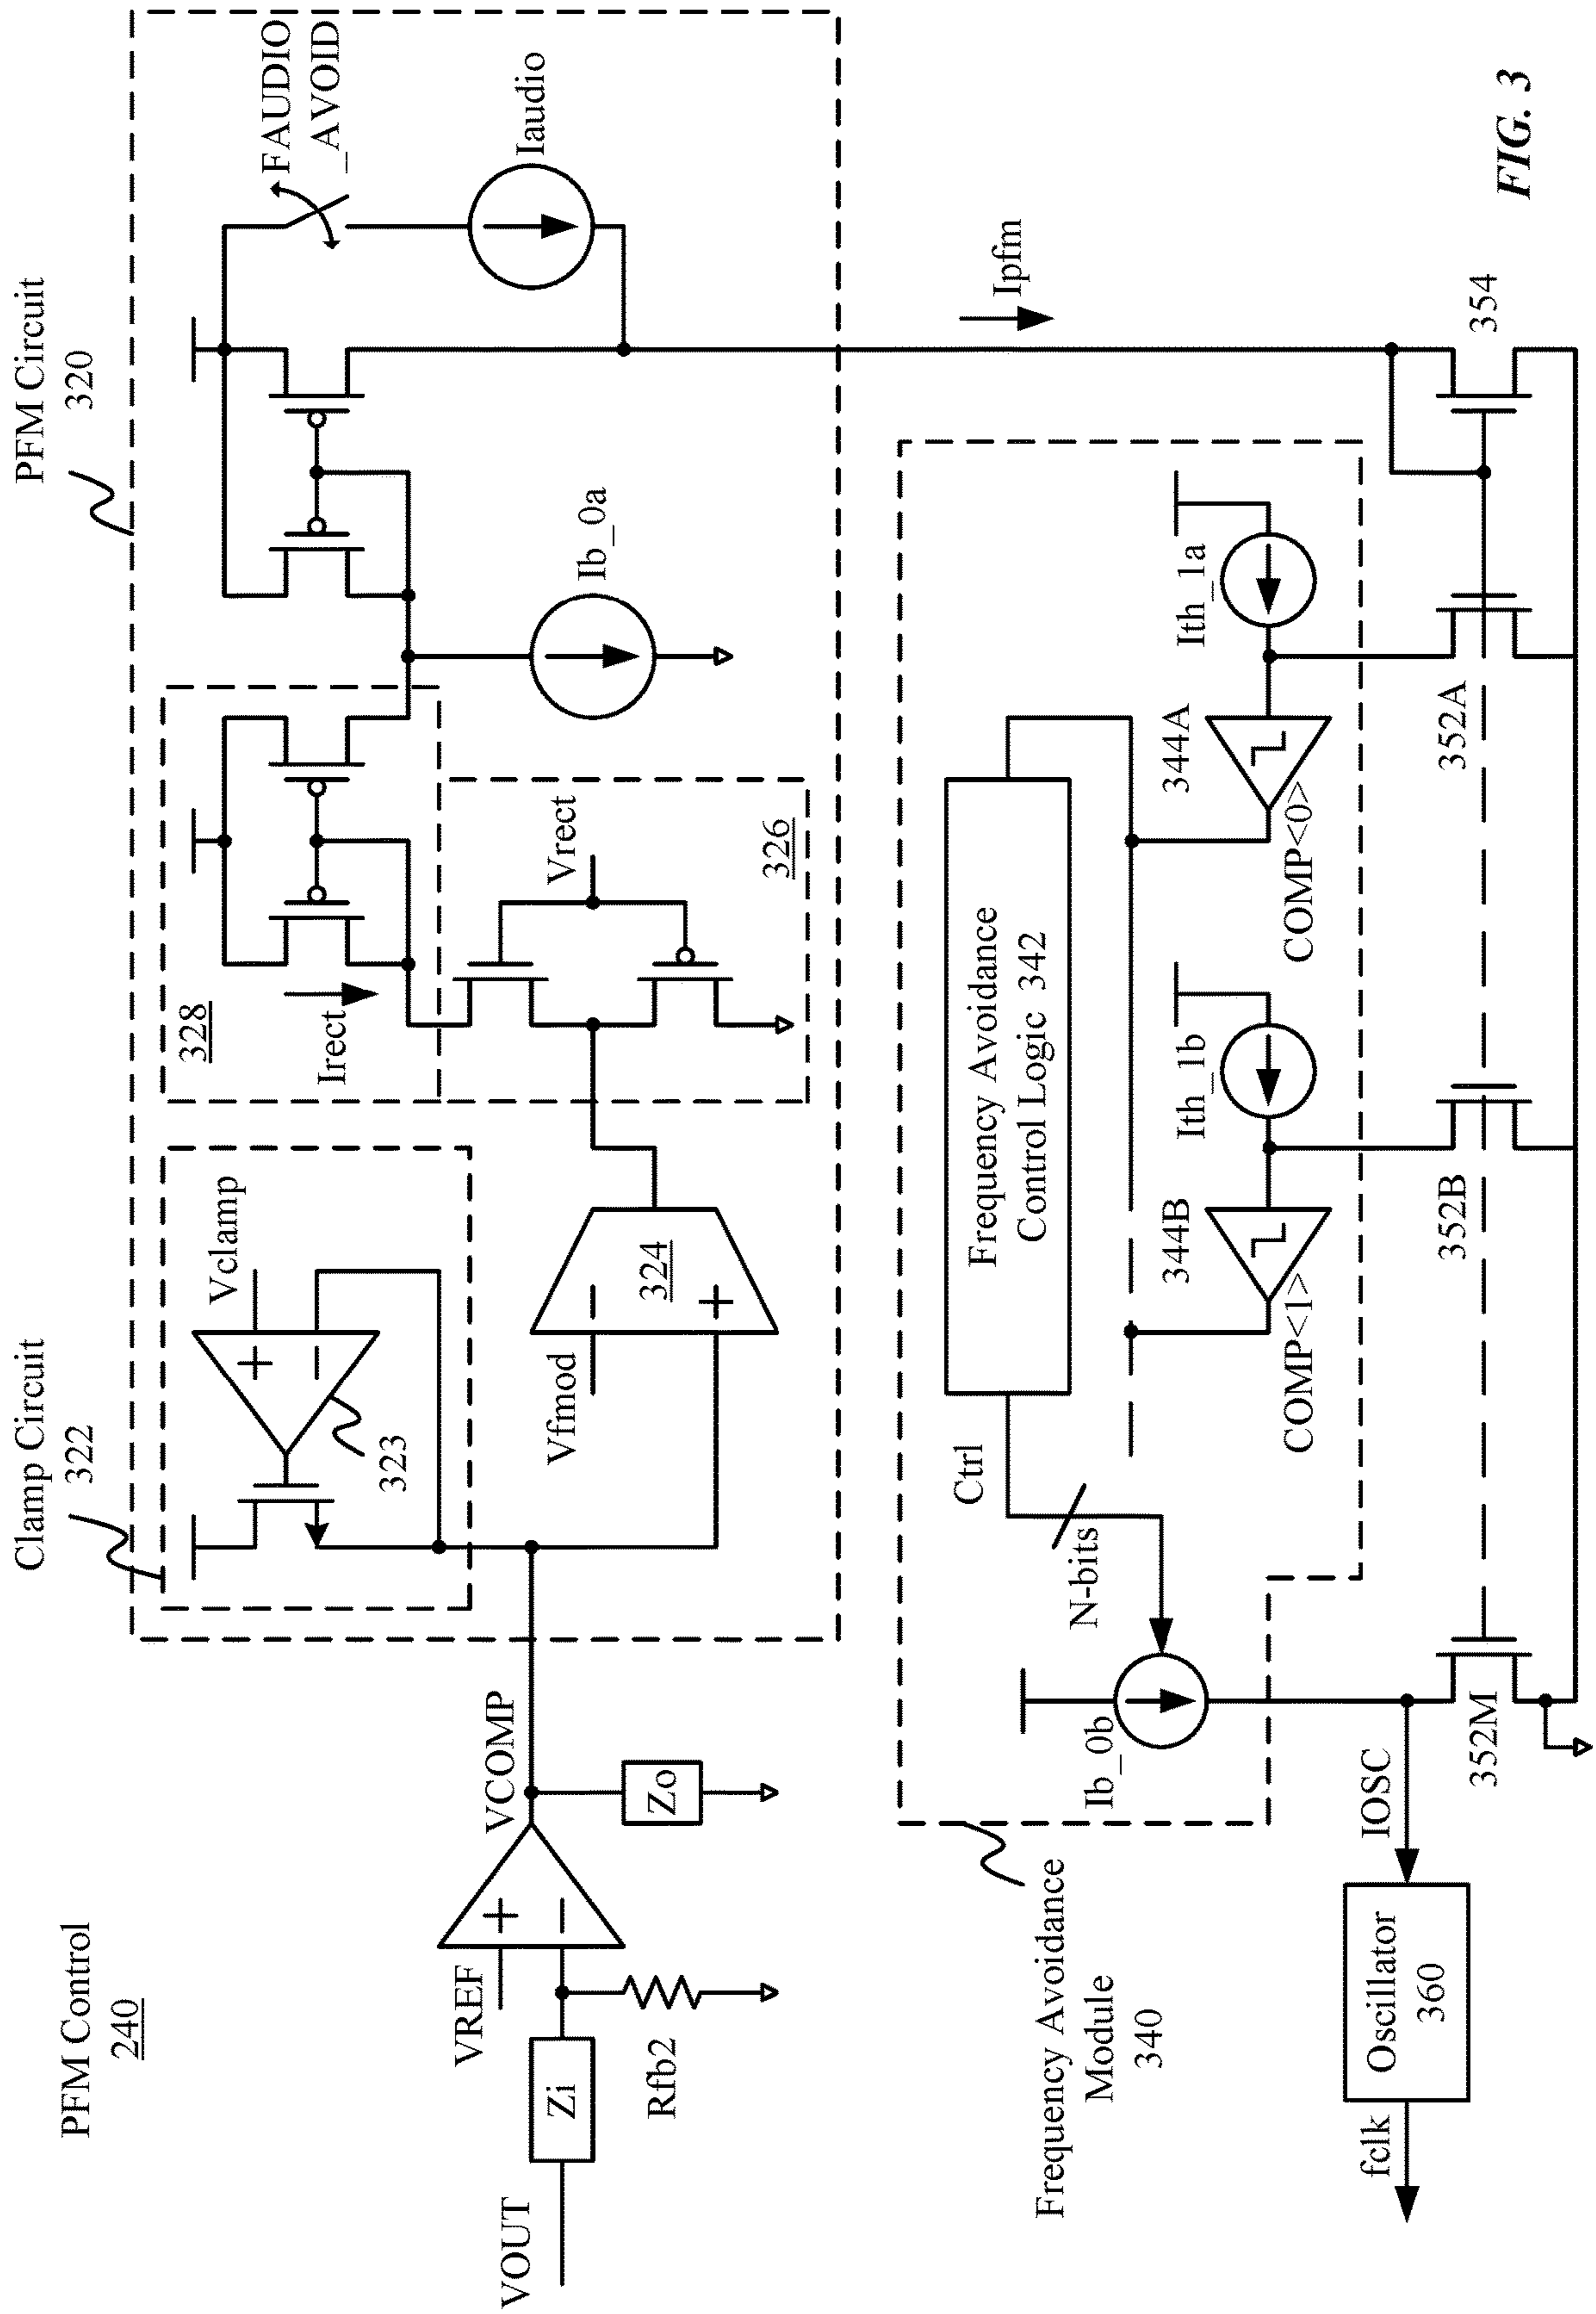 PFM Control
240
Clamp Circuit
322
PFM Circuit
320
VOUT
Zi
Rfb2
VREF
+
−
VCOMP
Zo
Vclamp
+
−
323
Vfmod
−
+
324
328
Irect
Vrect
326
Ib_0a
FAUDIO
_AVOID
Iaudio
Ipfm
Frequency Avoidance
Module
340
Ctrl
N-bits
Ib_0b
Frequency Avoidance
Control Logic 342
344B
COMP<1>
Ith_1b
344A
COMP<0>
Ith_1a
fclk
Oscillator
360
IOSC
352M
352B
352A
354
FIG. 3